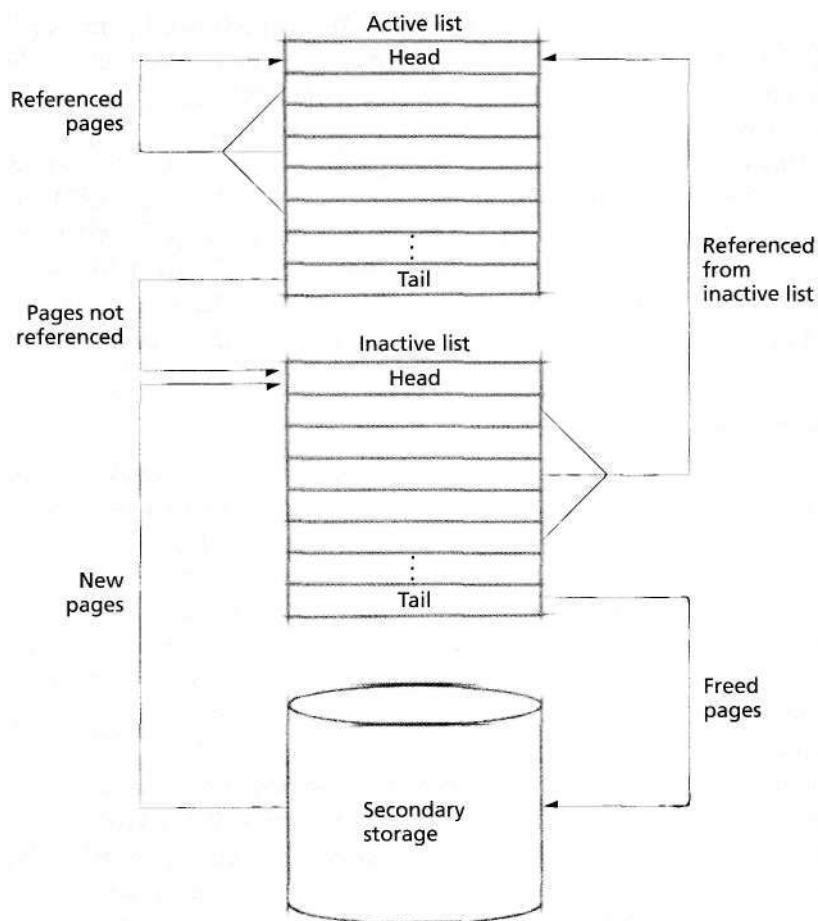 Active list
Head
Referenced
pages
Tail
Referenced
from
inactive list
Pages not
referenced
Inactive list
Head
New
pages
Tail
Freed
pages
Secondary
storage